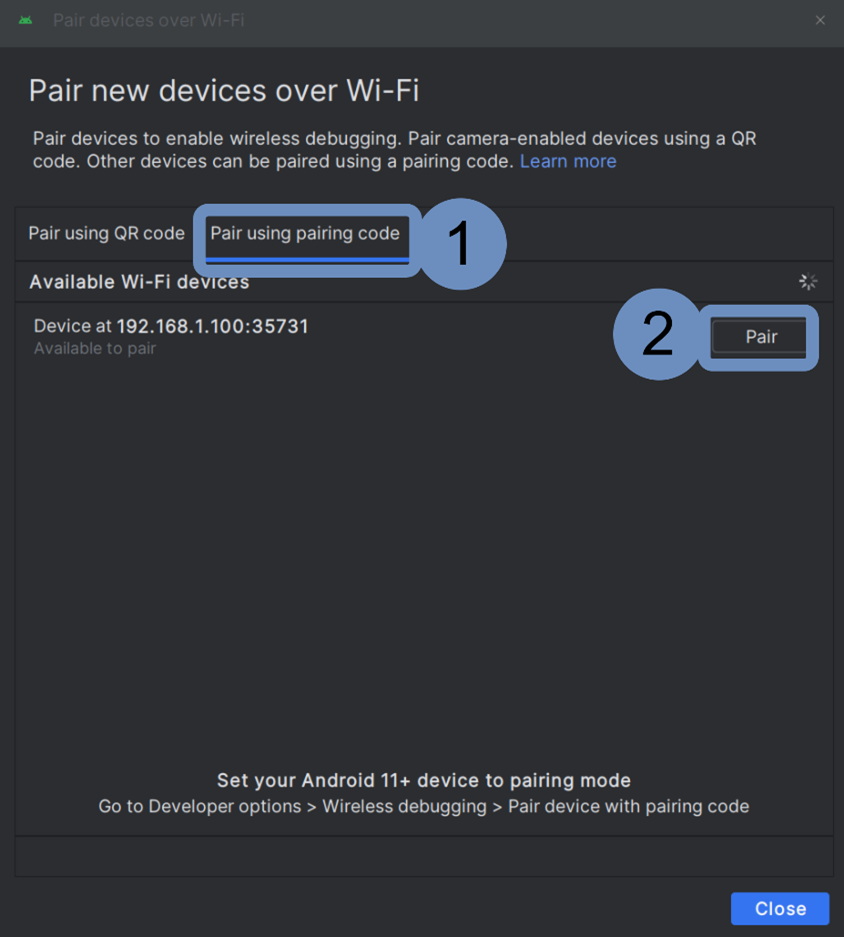 Pair devices over Wi-Fi
Pair new devices over Wi-Fi
Pair devices to enable wireless debugging. Pair camera-enabled devices using a QR
code. Other devices can be paired using a pairing code. Learn more
Pair using QR code Pair using pairing code 1
Available Wi-Fi devices
Device at 192.168.1.100:35731
Available to pair
2 Pair
Set your Android 11+ device to pairing mode
Go to Developer options > Wireless debugging > Pair device with pairing code
Close